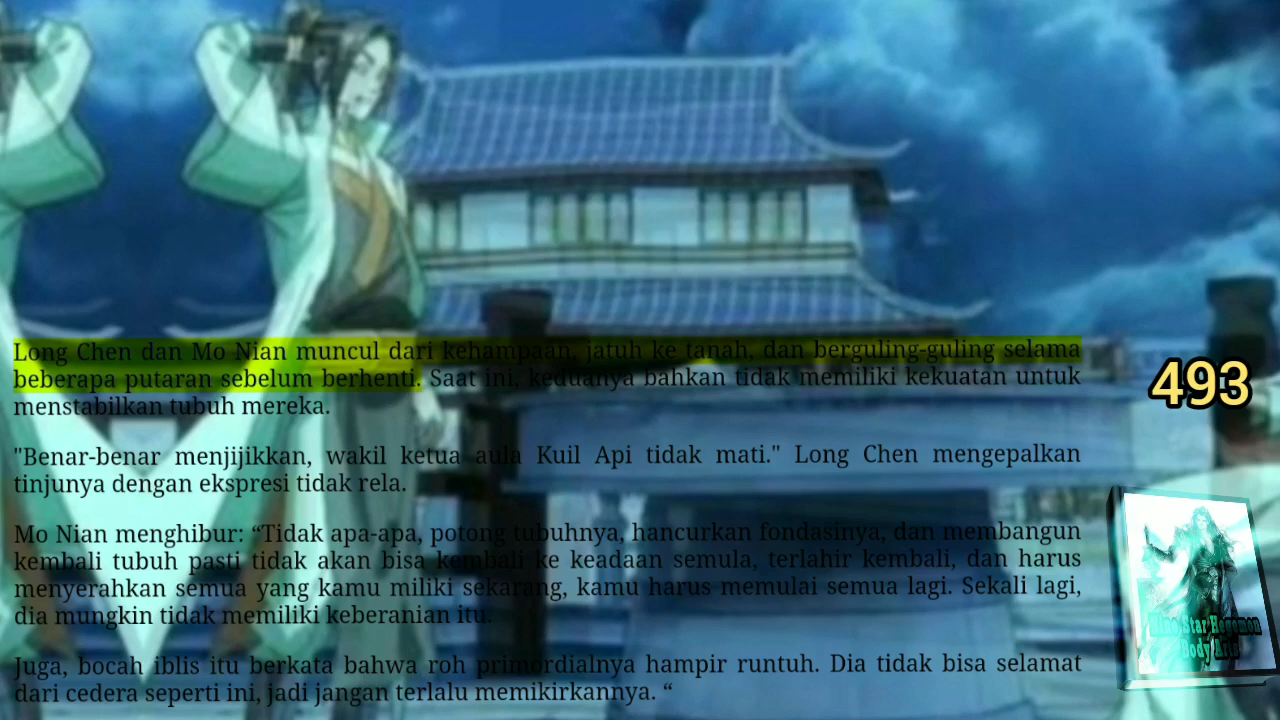 Long Chen dan Mo Nian muncul dari kehampaan, jatuh ke tanah, dan berguling-guling selama
beberapa putaran sebelum berhenti. Saat ini, keduanya bahkan tidak memiliki kekuatan untuk
menstabilkan tubuh mereka.
"Benar-benar menjijikkan, wakil ketua aula Kuil Api tidak mati." Long Chen mengepalkan
tinjunya dengan ekspresi tidak rela.
Mo Nian menghibur: “Tidak apa-apa, potong tubuhnya, hancurkan fondasinya, dan membangun
kembali tubuh pasti tidak akan bisa kembali ke keadaan semula, terlahir kembali, dan harus
menyerahkan semua yang kamu miliki sekarang, kamu harus memulai semua lagi. Sekali lagi,
dia mungkin tidak memiliki keberanian itu.
Juga, bocah iblis itu berkata bahwa roh primordialnya hampir runtuh. Dia tidak bisa selamat
dari cedera seperti ini, jadi jangan terlalu memikirkannya. “
493
Nine Star Hegemon
Body Arts